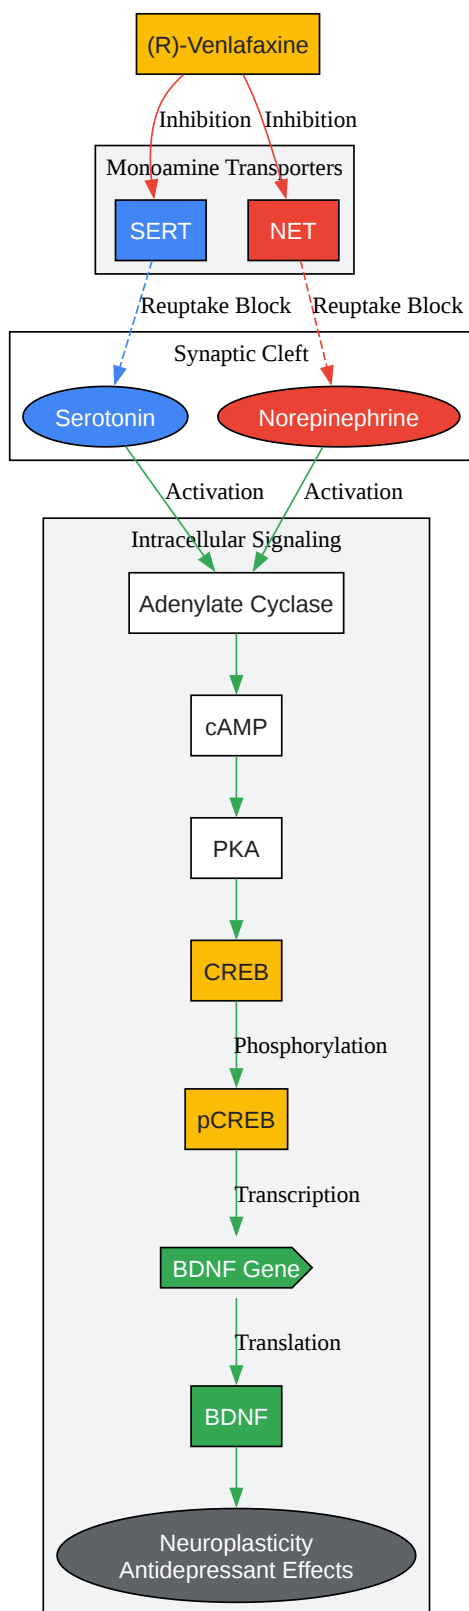 (R)-Venlafaxine
Inhibition
Inhibition
Monoamine Transporters
SERT
NET
Reuptake Block
Reuptake Block
Synaptic Cleft
Serotonin
Norepinephrine
Activation
Activation
Intracellular Signaling
Adenylate Cyclase
cAMP
PKA
CREB
Phosphorylation
pCREB
Transcription
BDNF Gene
Translation
BDNF
Neuroplasticity
Antidepressant Effects